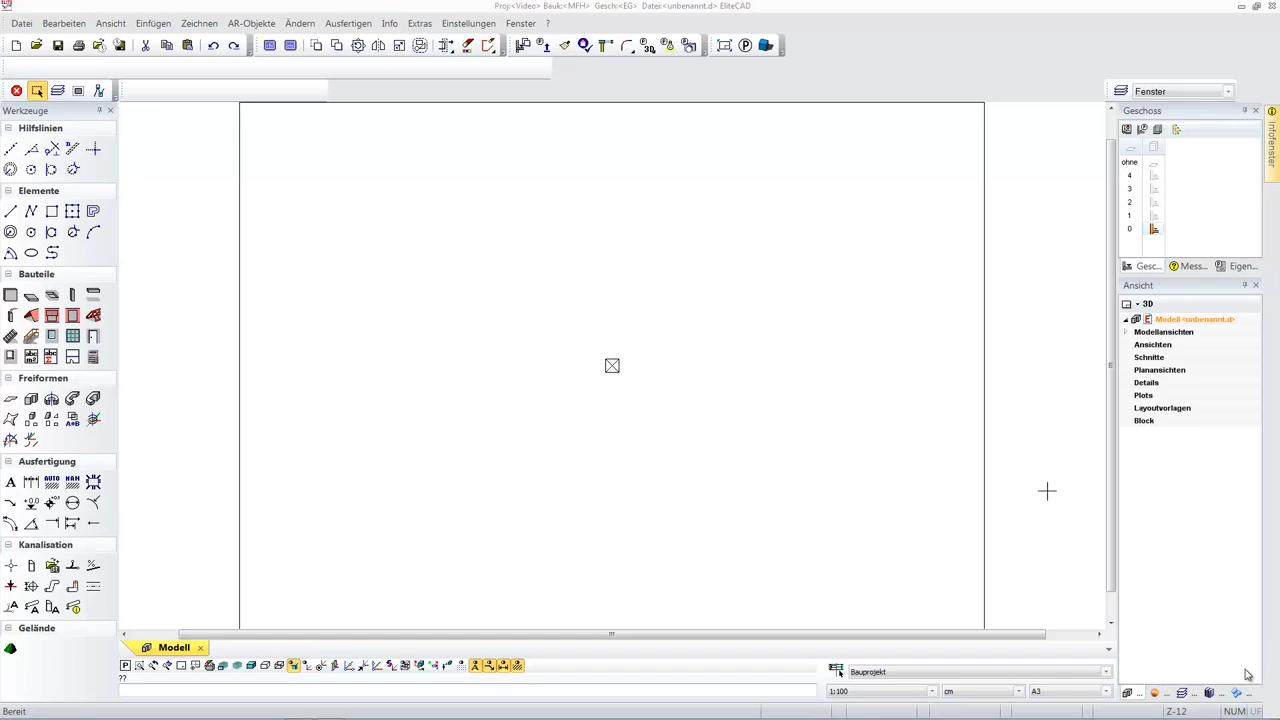 Proj:<Video> Bauk:<MFH> Gesch:<EG> Datei:<unbenannt.d> EliteCAD
Datei Bearbeiten Ansicht Einfügen Zeichnen AR-Objekte Ändern Ausfertigen Info Extras Einstellungen Fenster ?
Fenster
Werkzeuge
Hilfslinien
Elemente
Bauteile
Freiformen
Ausfertigung
Kanalisation
Gelände
Geschoss
ohne
4
3
2
1
0
Gesc... Mess... Eigen...
Infofenster
Ansicht
3D
Modell <unbenannt.d>
Modellansichten
Ansichten
Schnitte
Planansichten
Details
Plots
Layoutvorlagen
Block
Modell
??
Bauprojekt
1:100 cm A3
Bereit Z-12 NUM UF